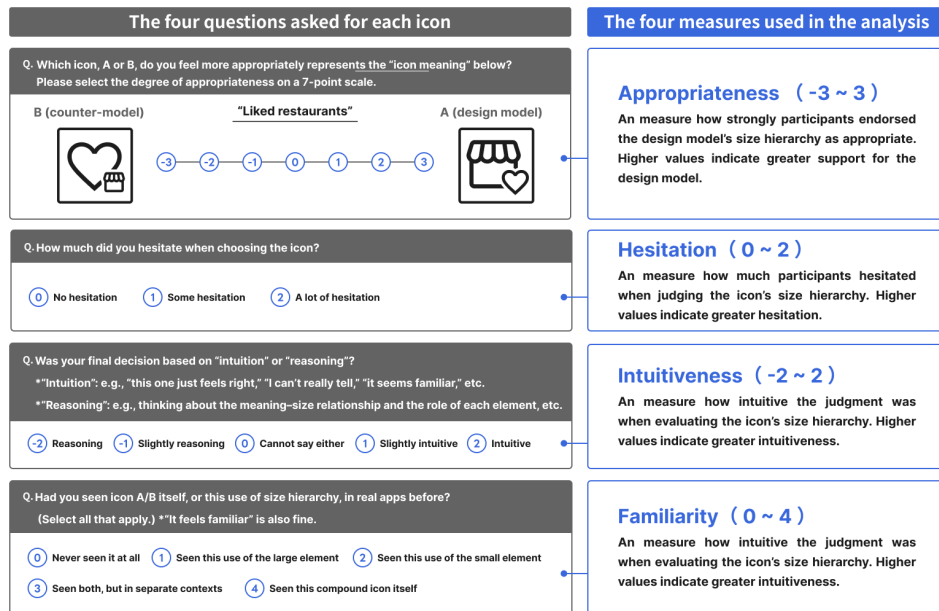 The four questions asked for each icon
The four measures used in the analysis
Q. Which icon, A or B, do you feel more appropriately represents the “icon meaning” below?
Please select the degree of appropriateness on a 7-point scale.
B (counter-model)
“Liked restaurants”
A (design model)
-3 -2 -1 0 1 2 3
Appropriateness ( -3 ~ 3 )
An measure how strongly participants endorsed
the design model’s size hierarchy as appropriate.
Higher values indicate greater support for the
design model.
Q. How much did you hesitate when choosing the icon?
0 No hesitation 1 Some hesitation 2 A lot of hesitation
Hesitation ( 0 ~ 2 )
An measure how much participants hesitated
when judging the icon’s size hierarchy. Higher
values indicate greater hesitation.
Q. Was your final decision based on “intuition” or “reasoning”?
*“Intuition”: e.g., “this one just feels right,” “I can’t really tell,” “it seems familiar,” etc.
*“Reasoning”: e.g., thinking about the meaning–size relationship and the role of each element, etc.
-2 Reasoning -1 Slightly reasoning 0 Cannot say either 1 Slightly intuitive 2 Intuitive
Intuitiveness ( -2 ~ 2 )
An measure how intuitive the judgment was
when evaluating the icon’s size hierarchy. Higher
values indicate greater intuitiveness.
Q. Had you seen icon A/B itself, or this use of size hierarchy, in real apps before?
(Select all that apply.) *“It feels familiar” is also fine.
0 Never seen it at all 1 Seen this use of the large element 2 Seen this use of the small element
3 Seen both, but in separate contexts 4 Seen this compound icon itself
Familiarity ( 0 ~ 4 )
An measure how intuitive the judgment was
when evaluating the icon’s size hierarchy. Higher
values indicate greater intuitiveness.